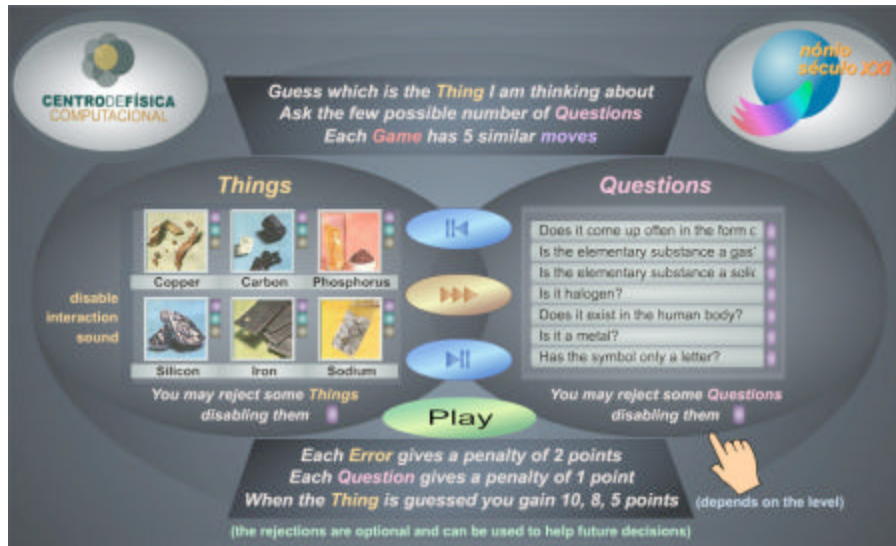 CENTRODEFÍSICA
COMPUTACIONAL
nónio
século XXI
Guess which is the Thing I am thinking about
Ask the few possible number of Questions
Each Game has 5 similar moves
Things
Questions
Copper
Carbon
Phosphorus
Silicon
Iron
Sodium
disable
interaction
sound
Does it come up often in the form
Is the elementary substance a gas
Is the elementary substance a solid
Is it halogen?
Does it exist in the human body?
Is it a metal?
Has the symbol only a letter?
You may reject some Things
disabling them
You may reject some Questions
disabling them
Play
Each Error gives a penalty of 2 points
Each Question gives a penalty of 1 point
When the Thing is guessed you gain 10, 8, 5 points
(depends on the level)
(the rejections are optional and can be used to help future decisions)